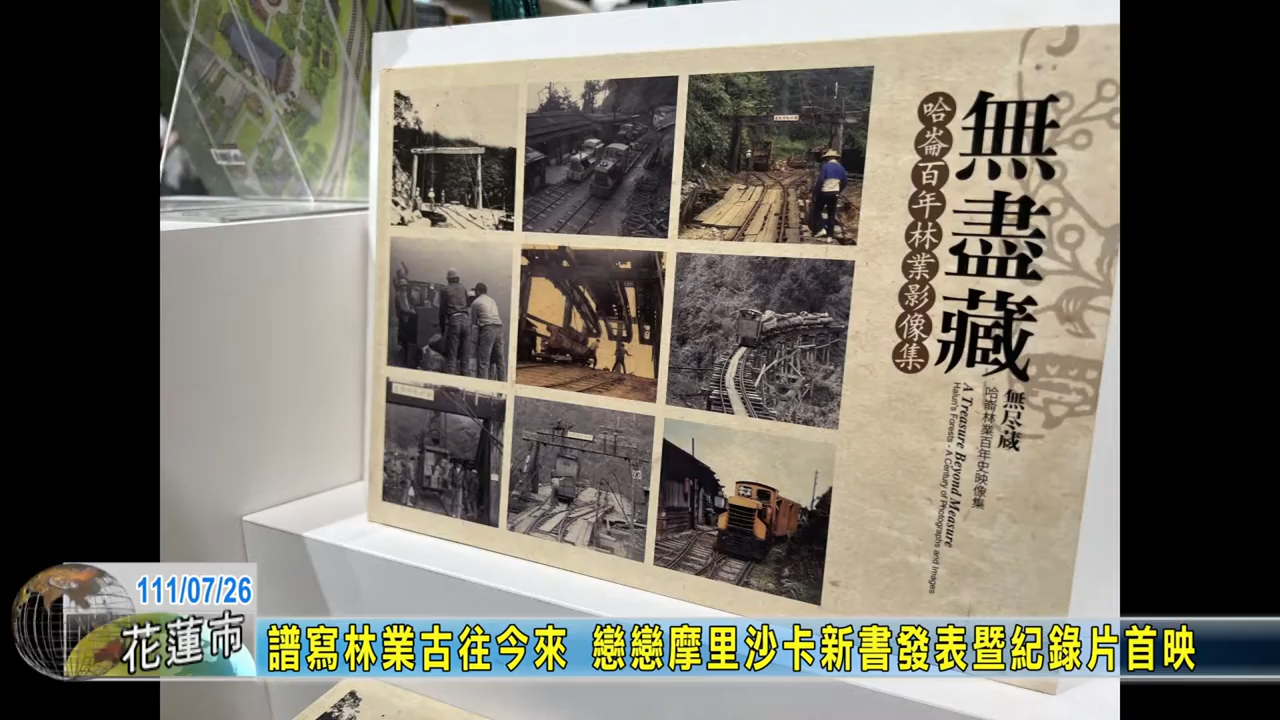 無盡藏
哈崙百年林業影像集
無尽蔵
哈崙林業百年史映像集
A Treasure Beyond Measure
Halun's Forests - A Century of Photographs and Images
111/07/26
花蓮市
譜寫林業古往今來 戀戀摩里沙卡新書發表暨紀錄片首映